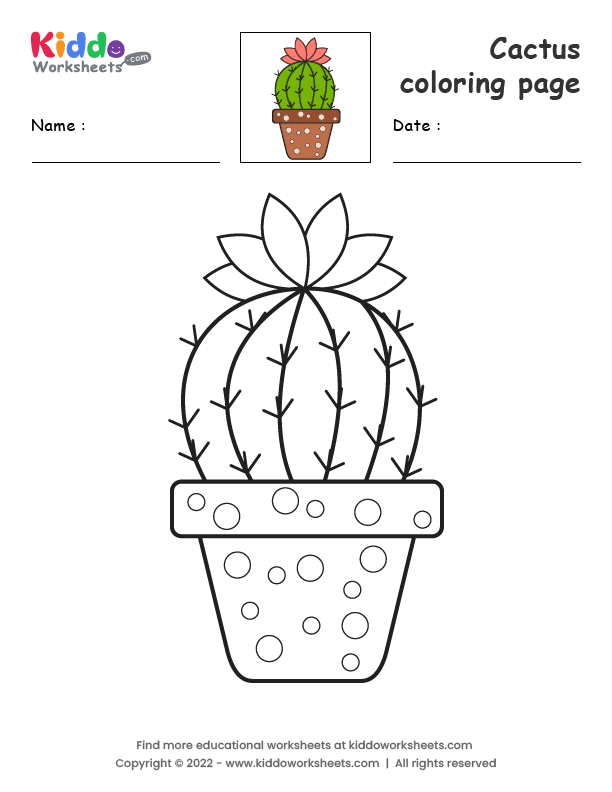 Kiddo
Worksheets.com
Cactus
coloring page
Name :
Date :
Find more educational worksheets at kiddoworksheets.com
Copyright © 2022 - www.kiddoworksheets.com | All rights reserved